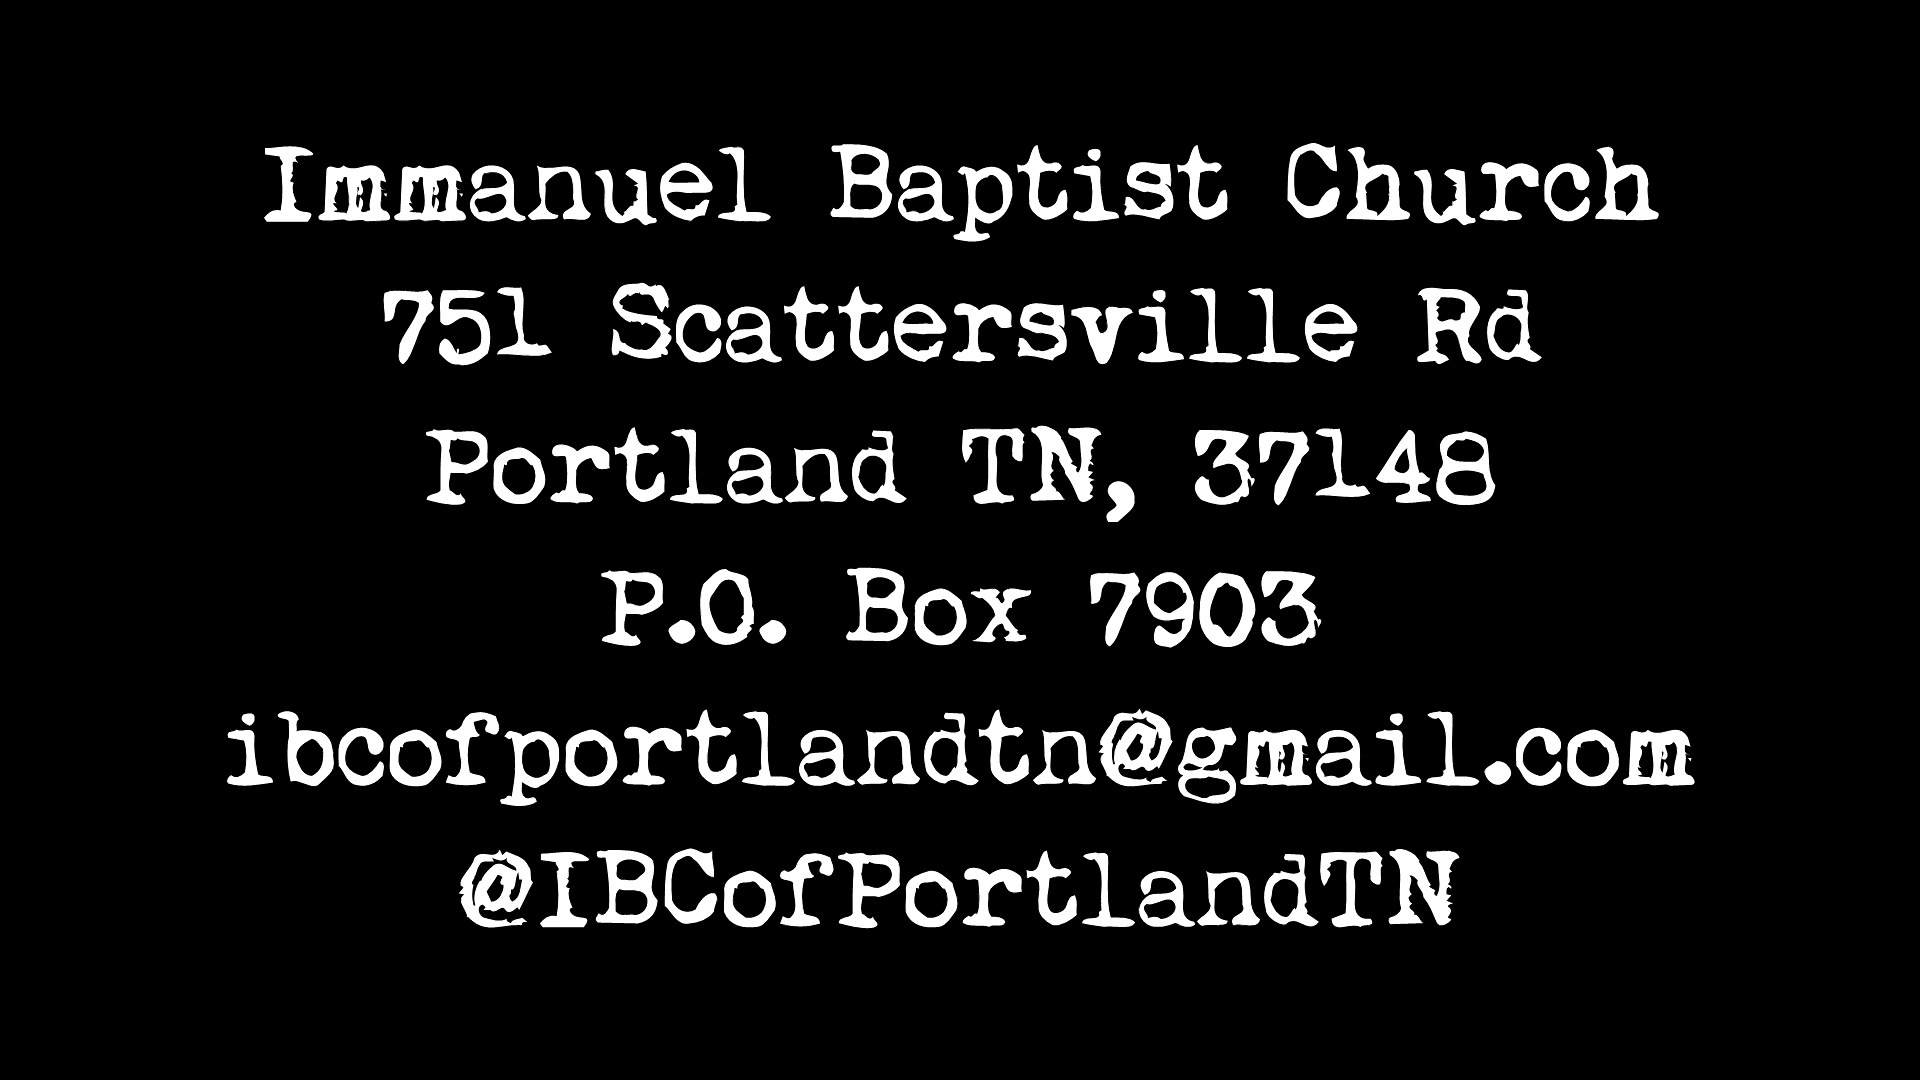 Immanuel Baptist Church
751 Scattersville Rd
Portland TN, 37148
P.O. Box 7903
ibcofportlandtn@gmail.com
@IBCofPortlandTN